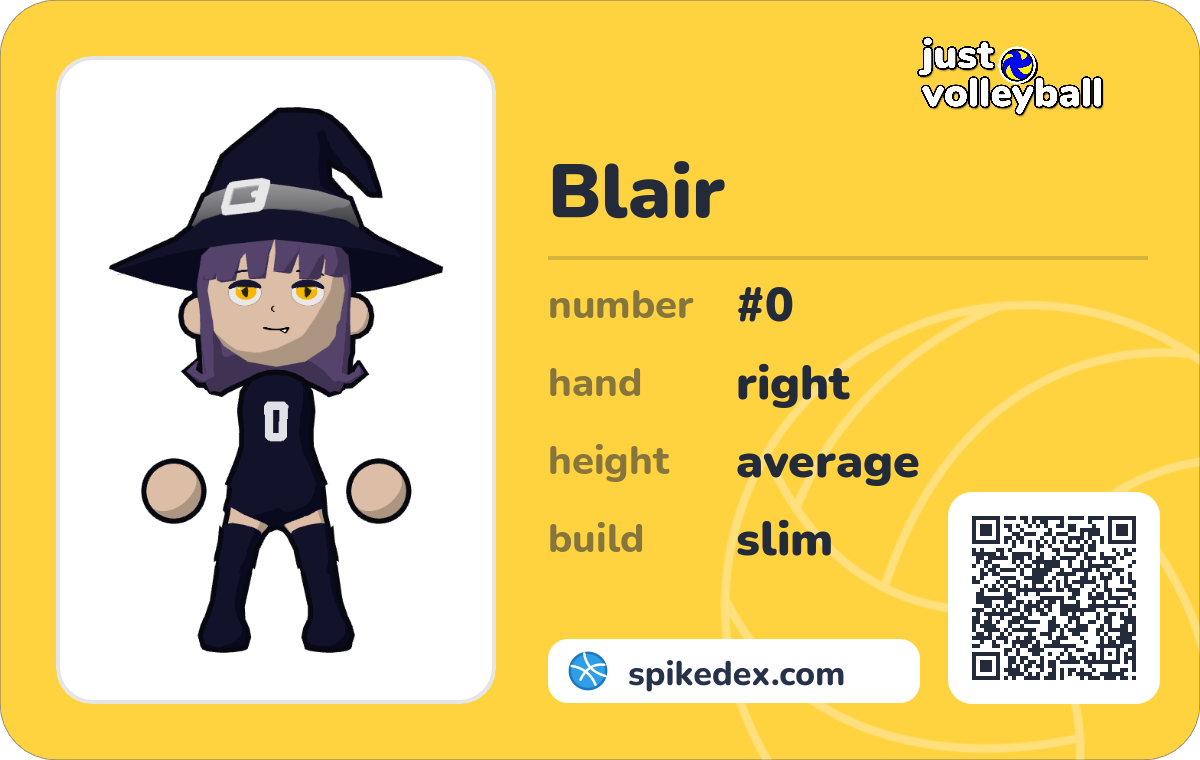 just
volleyball
Blair
number #0
hand right
height average
build slim
0
spikedex.com